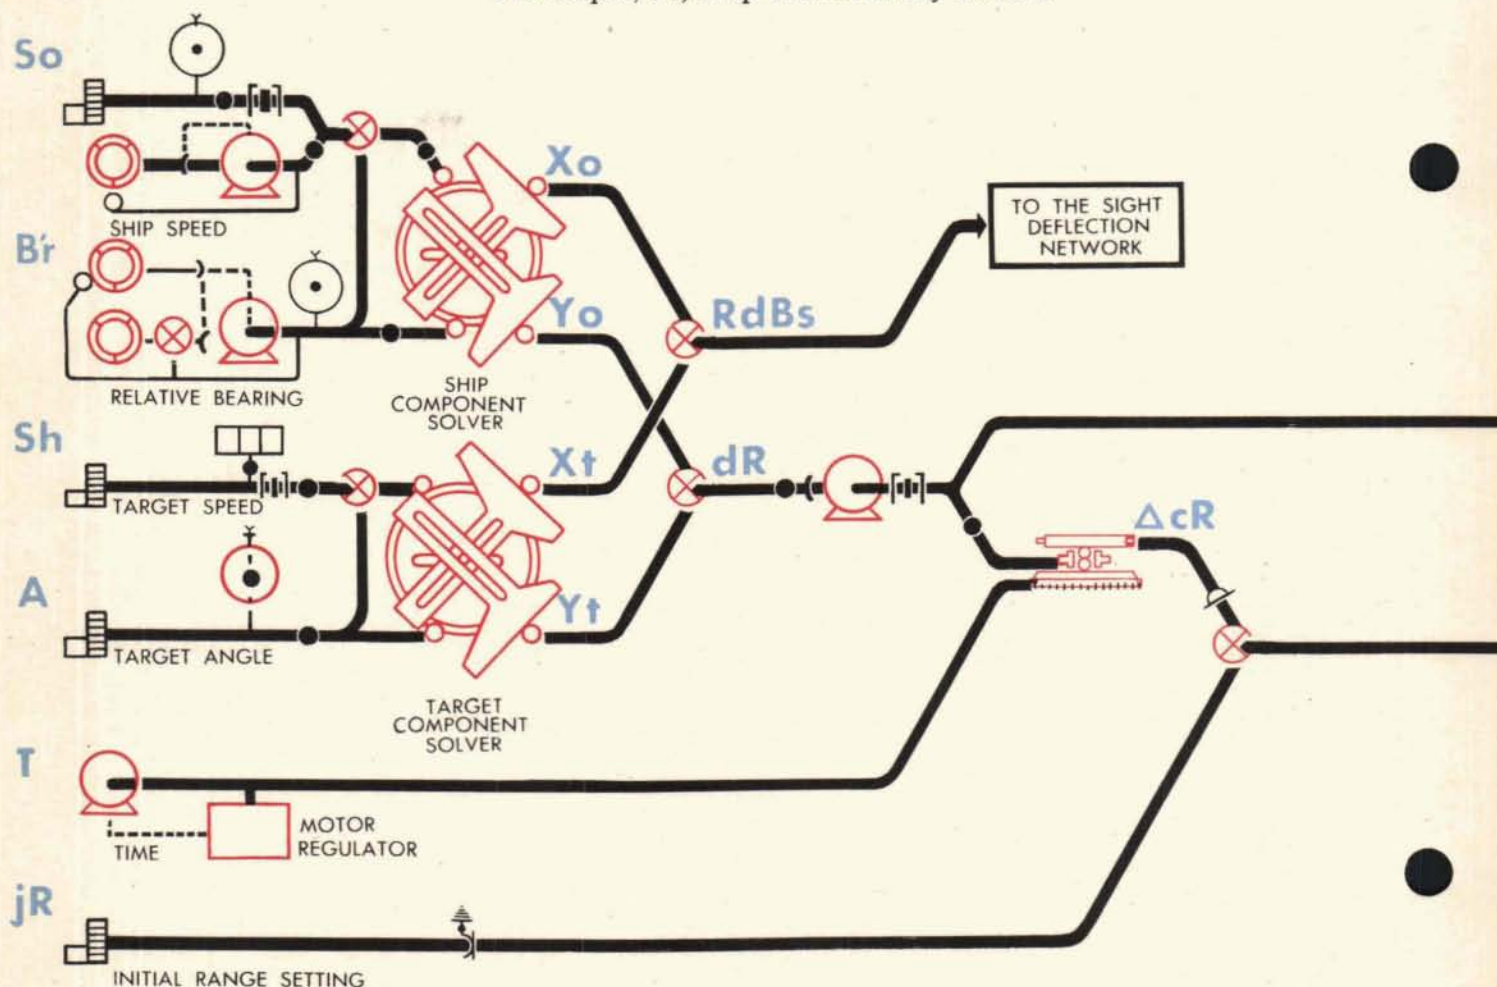 So
SHIP SPEED
B'r
RELATIVE BEARING
Xo
Yo
SHIP
COMPONENT
SOLVER
RdBs
TO THE SIGHT
DEFLECTION
NETWORK
Sh
TARGET SPEED
A
TARGET ANGLE
Xt
Yt
TARGET
COMPONENT
SOLVER
dR
ΔcR
T
TIME
MOTOR
REGULATOR
jR
INITIAL RANGE SETTING